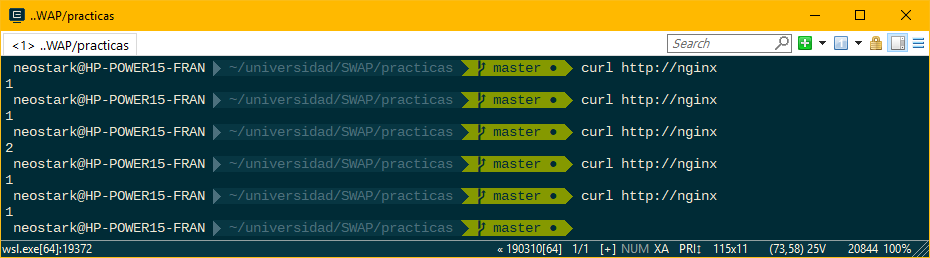 ..WAP/practicas
<1> ..WAP/practicas
Search
1
neostark@HP-POWER15-FRAN ~/universidad/SWAP/practicas master ● curl http://nginx
1
neostark@HP-POWER15-FRAN ~/universidad/SWAP/practicas master ● curl http://nginx
1
neostark@HP-POWER15-FRAN ~/universidad/SWAP/practicas master ● curl http://nginx
2
neostark@HP-POWER15-FRAN ~/universidad/SWAP/practicas master ● curl http://nginx
1
neostark@HP-POWER15-FRAN ~/universidad/SWAP/practicas master ● curl http://nginx
1
neostark@HP-POWER15-FRAN ~/universidad/SWAP/practicas master ●
wsl.exe[64]:19372 « 190310[64] 1/1 [+] NUM XA PRI↕ 115x11 (73,58) 25V 20844 100%